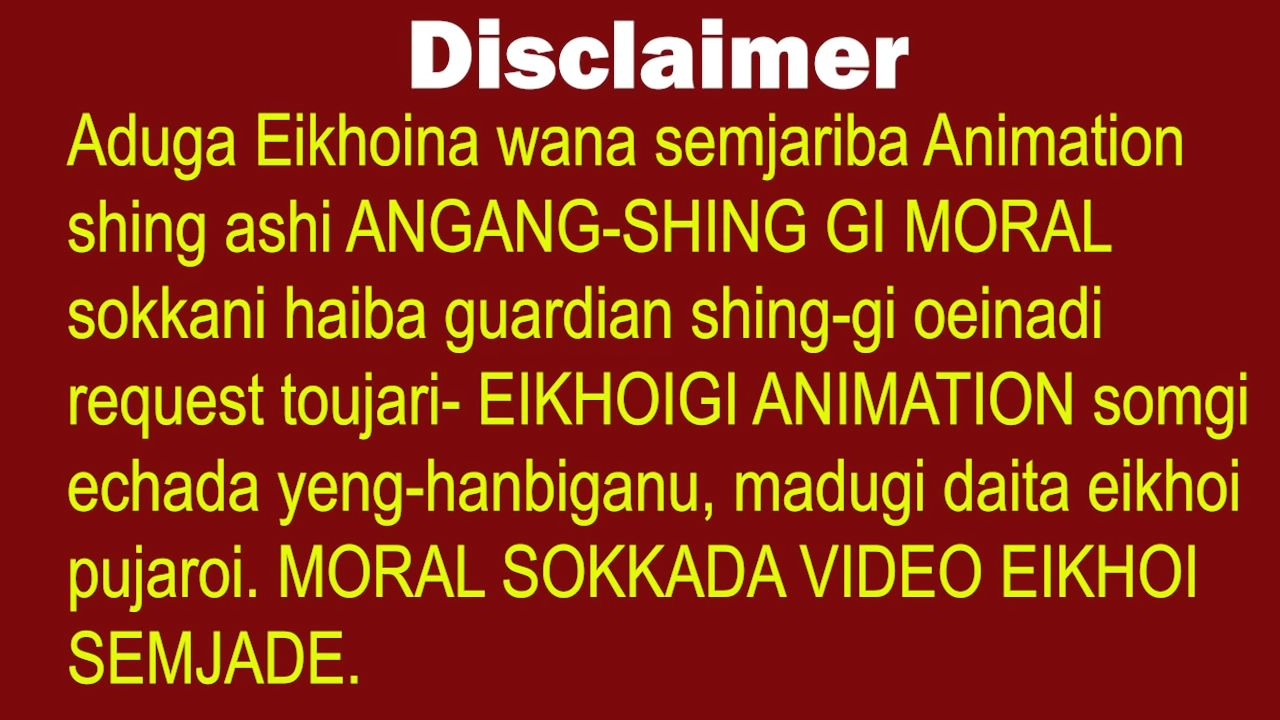 Disclaimer
Aduga Eikhoina wana semjariba Animation
shing ashi ANGANG-SHING GI MORAL
sokkani haiba guardian shing-gi oeinadi
request toujari- EIKHOIGI ANIMATION somgi
echada yeng-hanbiganu, madugi daita eikhoi
pujaroi. MORAL SOKKADA VIDEO EIKHOI
SEMJADE.